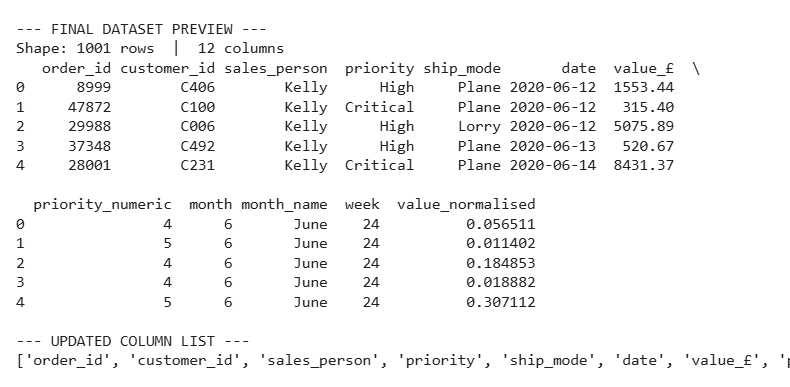 --- FINAL DATASET PREVIEW ---
Shape: 1001 rows  |  12 columns
   order_id customer_id sales_person  priority ship_mode       date  value_£  \
0      8999        C406        Kelly      High     Plane 2020-06-12  1553.44
1     47872        C100        Kelly  Critical     Plane 2020-06-12   315.40
2     29988        C006        Kelly      High     Lorry 2020-06-12  5075.89
3     37348        C492        Kelly      High     Plane 2020-06-13   520.67
4     28001        C231        Kelly  Critical     Plane 2020-06-14  8431.37
  priority_numeric  month month_name  week  value_normalised
0                4      6       June    24          0.056511
1                5      6       June    24          0.011402
2                4      6       June    24          0.184853
3                4      6       June    24          0.018882
4                5      6       June    24          0.307112
--- UPDATED COLUMN LIST ---
['order_id', 'customer_id', 'sales_person', 'priority', 'ship_mode', 'date', 'value_£', '